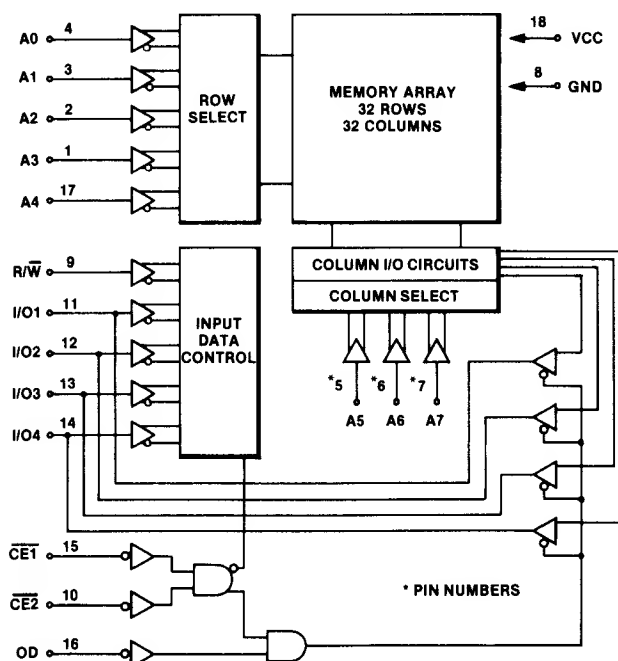 A0 4
A1 3
A2 2
A3 1
A4 17
ROW
SELECT
MEMORY ARRAY
32 ROWS
32 COLUMNS
18 VCC
8 GND
R/W̅ 9
I/O1 11
I/O2 12
I/O3 13
I/O4 14
INPUT
DATA
CONTROL
COLUMN I/O CIRCUITS
COLUMN SELECT
*5 *6 *7
A5 A6 A7
C̅E̅1̅ 15
C̅E̅2̅ 10
OD 16
* PIN NUMBERS